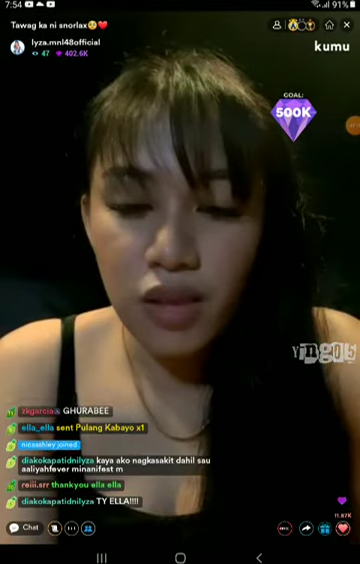 7:54
91%
Tawag ka ni snorlax🥺❤️
lyza.mnl48official
47 402.6K
kumu
GOAL:
500K
zkgarcia GHURABEE
ella_ella sent Pulang Kabayo x1
nicasshiey joined.
diakokapatidnilyza kaya ako nagkasakit dahil sau
aaliyahfever minanifest m
reiii.srr thankyou ella ella
diakokapatidnilyza TY ELLA!!!!
11.87K
Chat